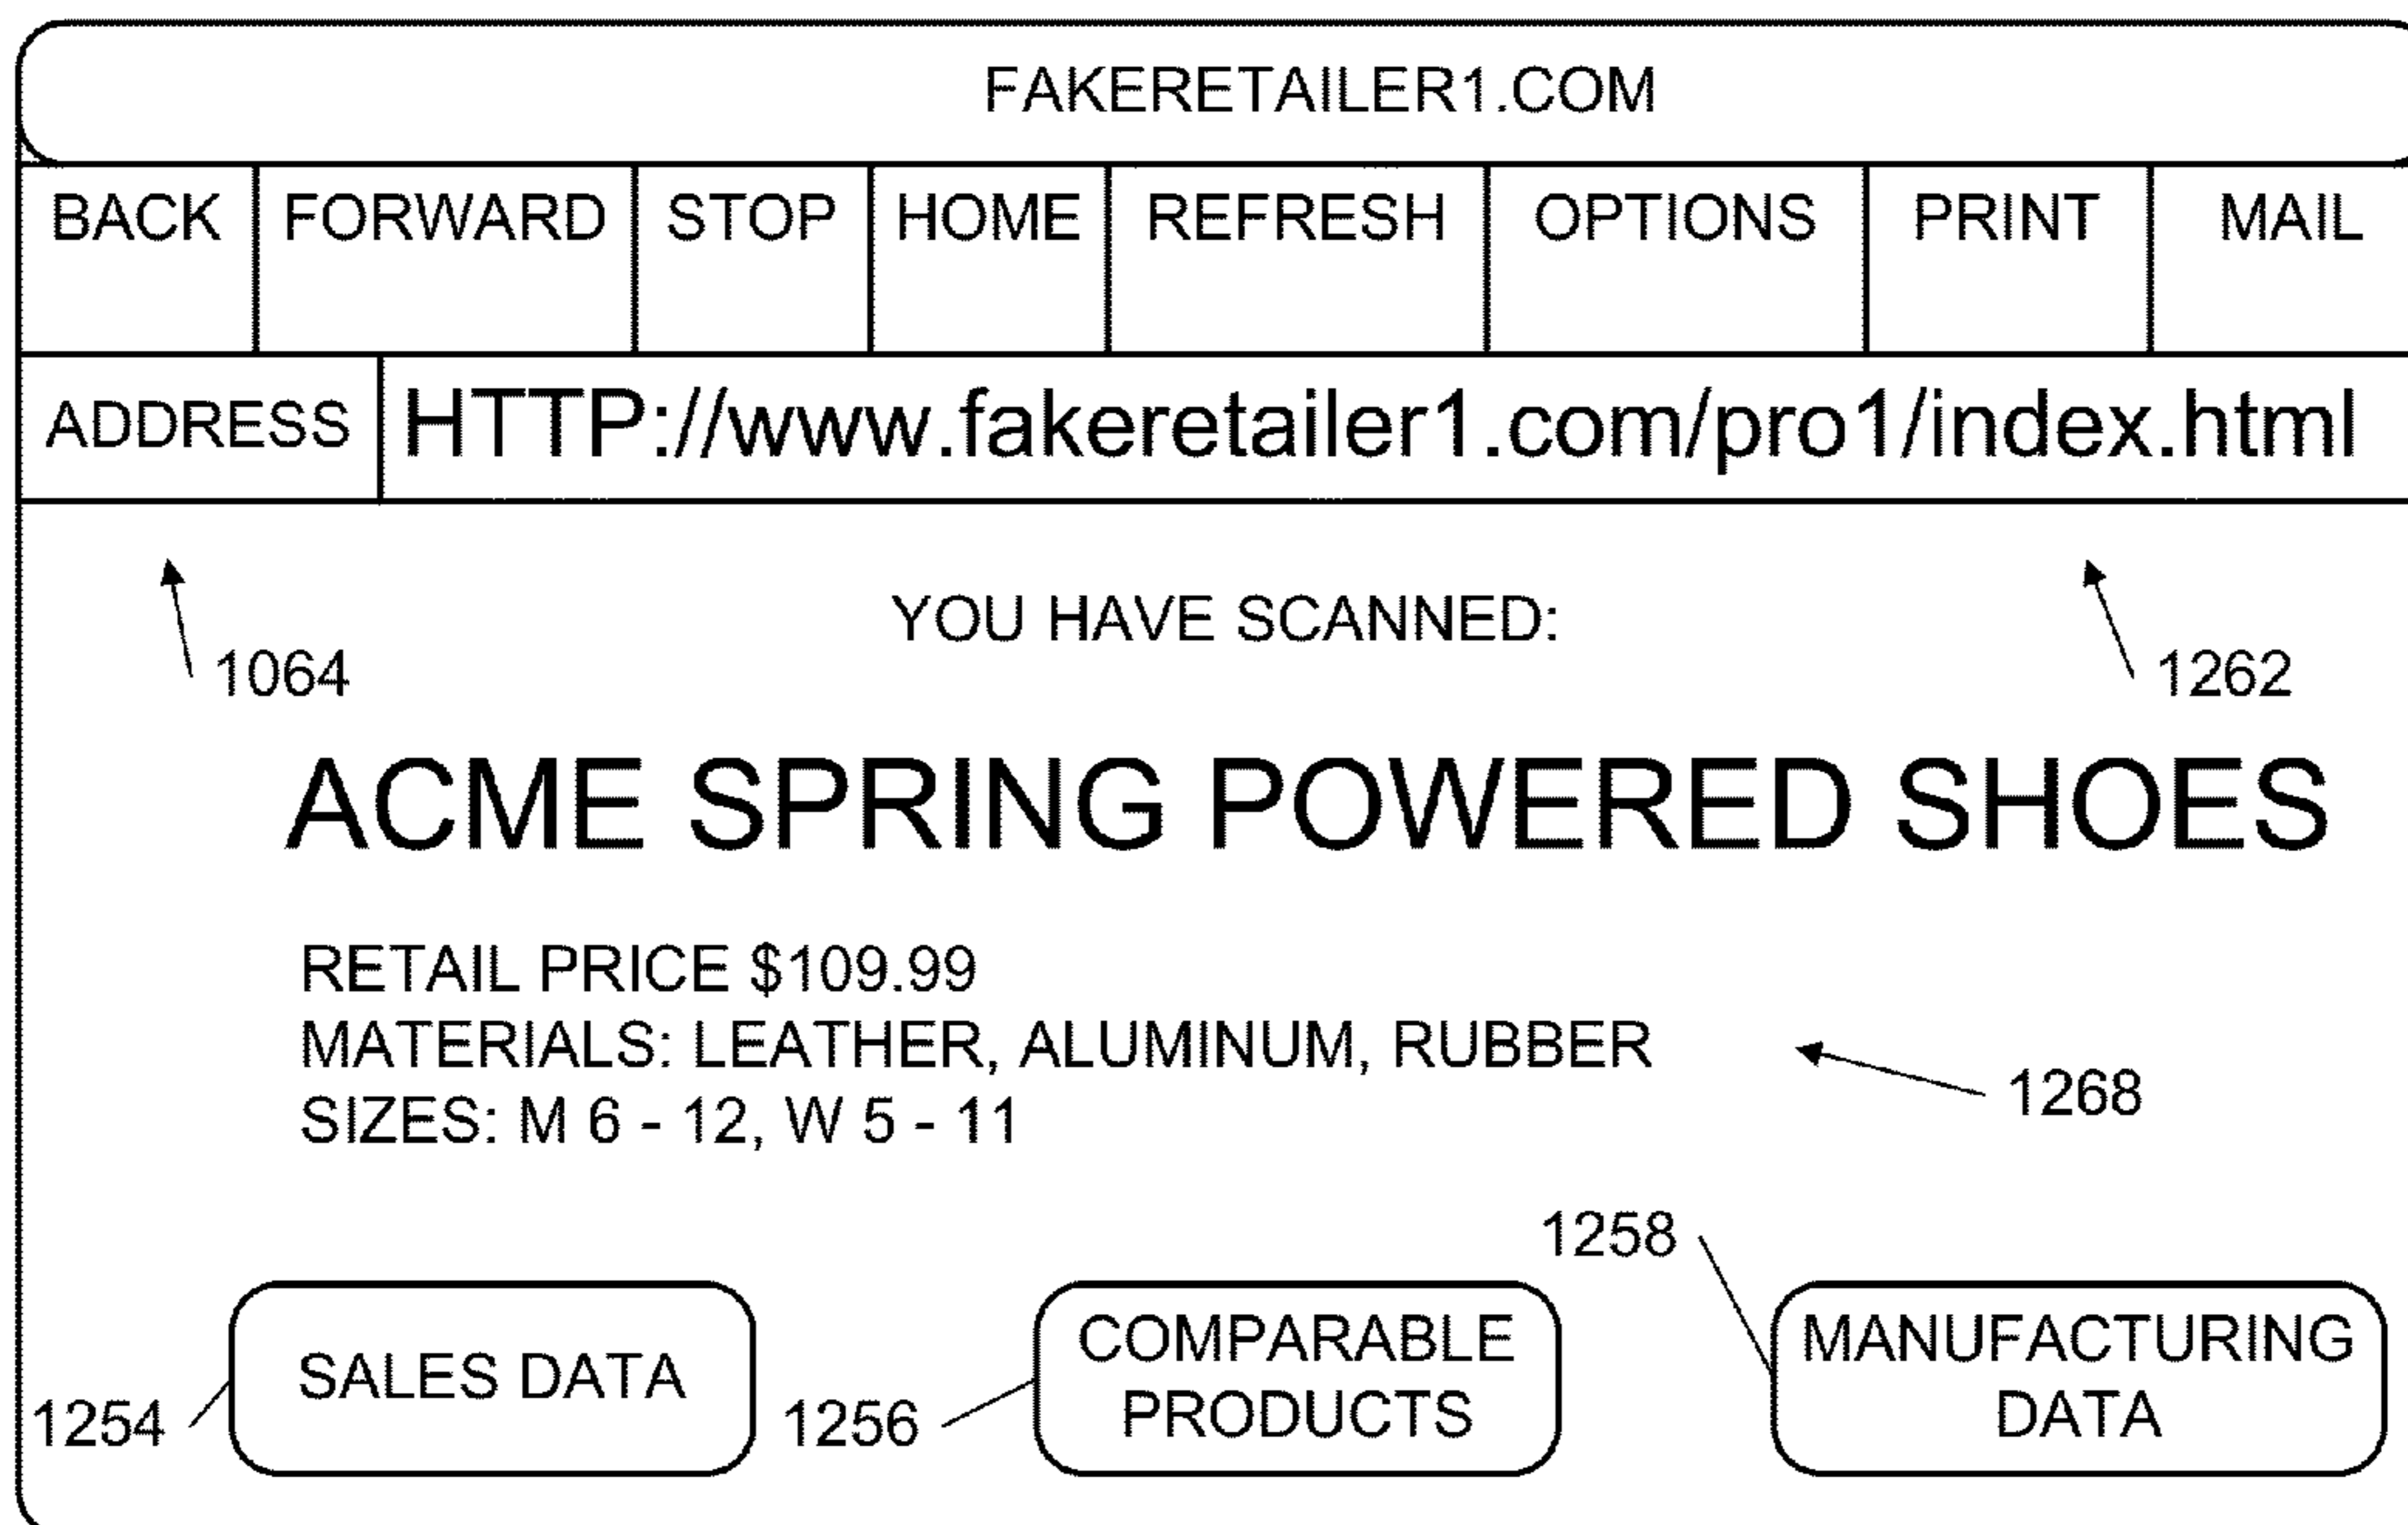 FAKERETAILER1.COM
BACK FORWARD STOP HOME REFRESH OPTIONS PRINT MAIL
ADDRESS HTTP://www.fakeretailer1.com/pro1/index.html
YOU HAVE SCANNED:
1064 1262
ACME SPRING POWERED SHOES
RETAIL PRICE $109.99
MATERIALS: LEATHER, ALUMINUM, RUBBER
1268
SIZES: M 6 - 12, W 5 - 11
1258
SALES DATA
COMPARABLE
PRODUCTS
MANUFACTURING
DATA
1254 1256